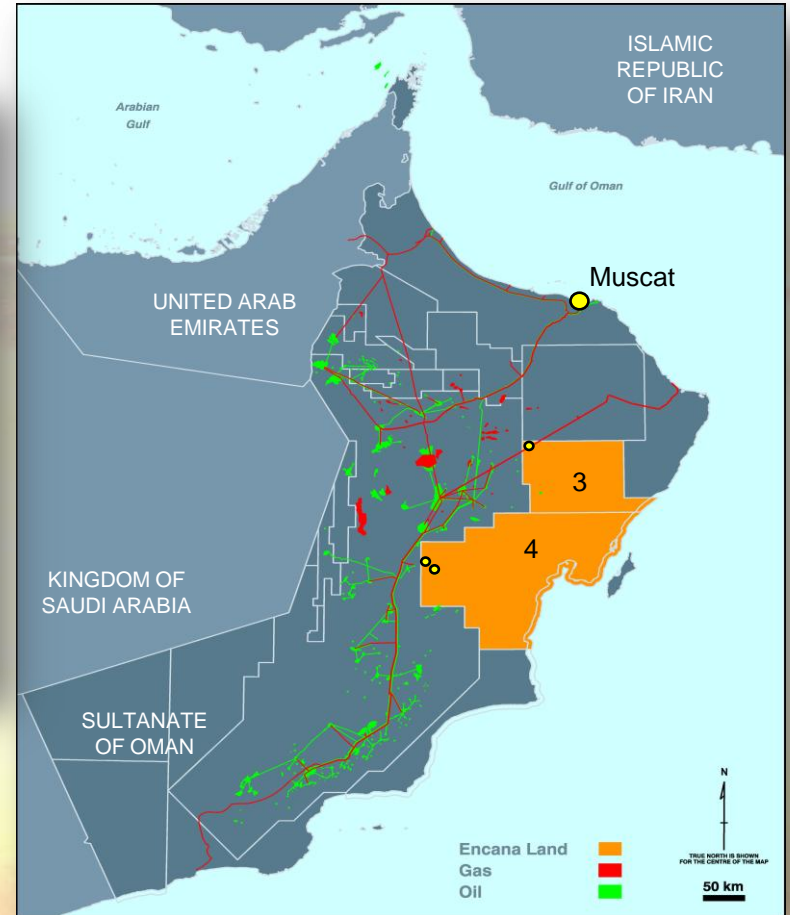 ISLAMIC
REPUBLIC
OF IRAN
Arabian
Gulf
Gulf of Oman
Muscat
UNITED ARAB
EMIRATES
3
4
KINGDOM OF
SAUDI ARABIA
SULTANATE
OF OMAN
N
TRUE NORTH IS SHOWN
FOR THE CENTRE OF THE MAP
Encana Land
Gas
Oil
50 km